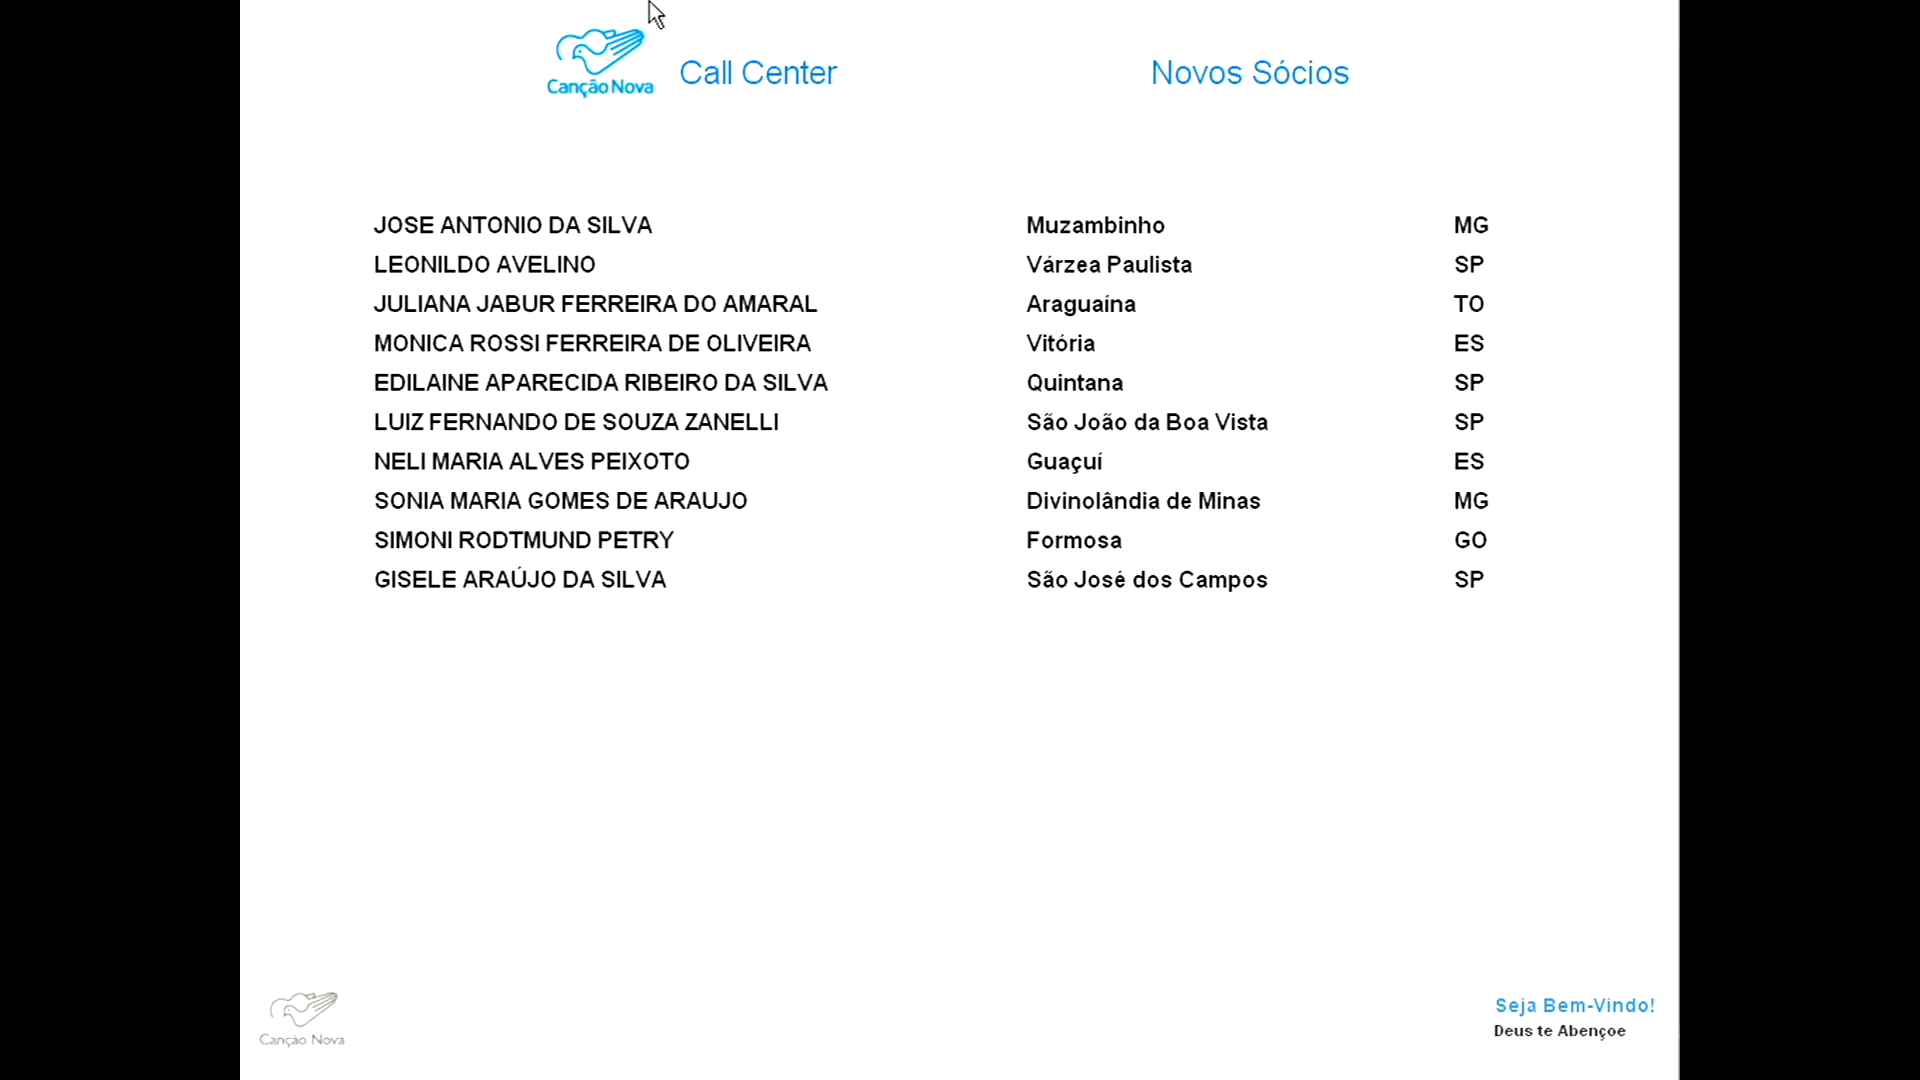 Canção Nova Call Center Novos Sócios
JOSE ANTONIO DA SILVA Muzambinho MG
LEONILDO AVELINO Várzea Paulista SP
JULIANA JABUR FERREIRA DO AMARAL Araguaína TO
MONICA ROSSI FERREIRA DE OLIVEIRA Vitória ES
EDILAINE APARECIDA RIBEIRO DA SILVA Quintana SP
LUIZ FERNANDO DE SOUZA ZANELLI São João da Boa Vista SP
NELI MARIA ALVES PEIXOTO Guaçuí ES
SONIA MARIA GOMES DE ARAUJO Divinolândia de Minas MG
SIMONI RODTMUND PETRY Formosa GO
GISELE ARAÚJO DA SILVA São José dos Campos SP
Seja Bem-Vindo!
Deus te Abençoe
Canção Nova